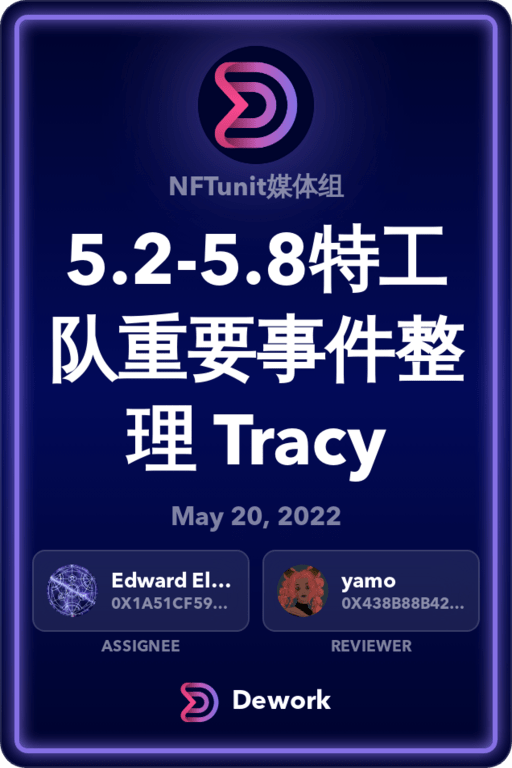 NFTunit媒体组
5.2-5.8特工
队重要事件整
理 Tracy
May 20, 2022
Edward El...
0X1A51CF59...
ASSIGNEE
yamo
0X438B88B42...
REVIEWER
Dework